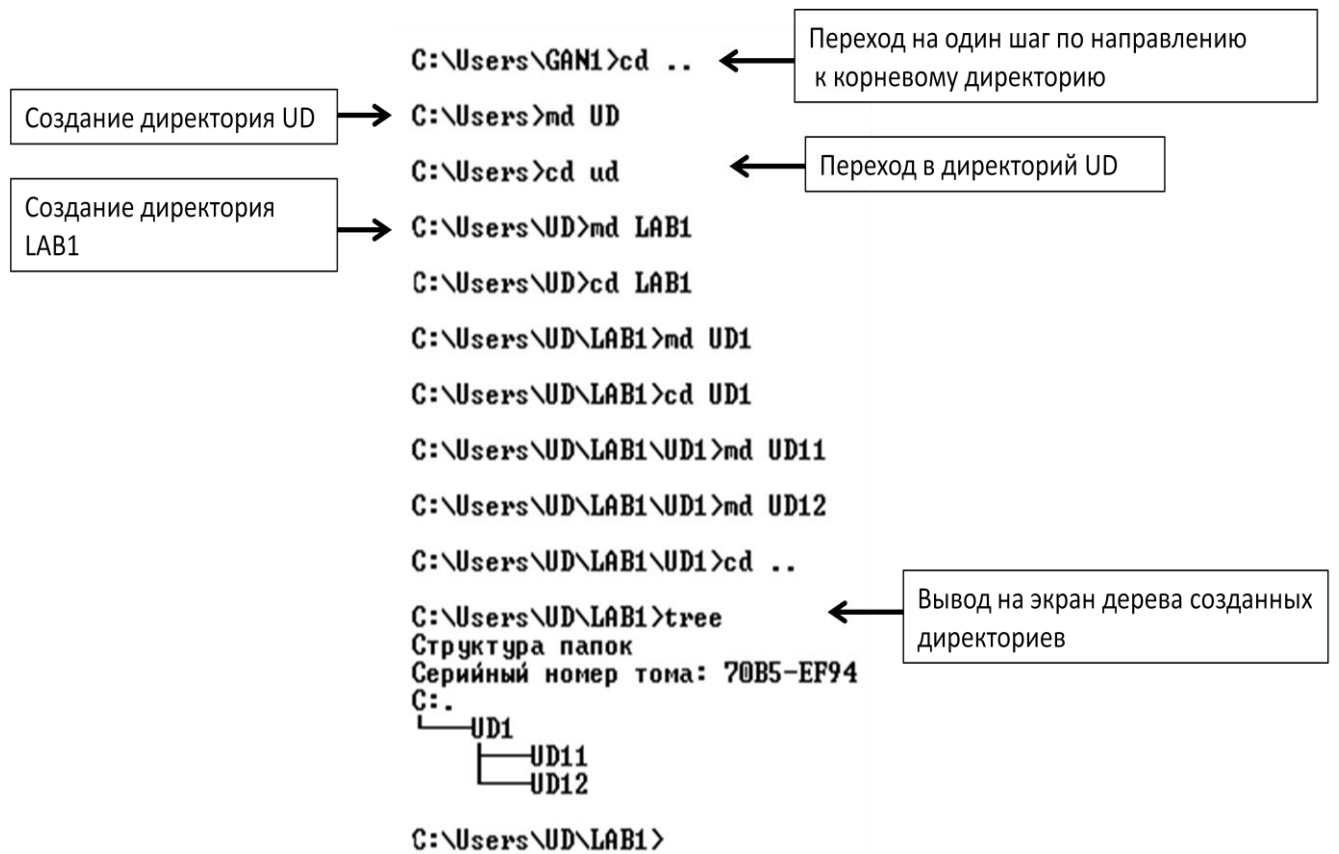 C:\Users\GAN1>cd ..
Переход на один шаг по направлению
к корневому директорию
Создание директория UD
C:\Users>md UD
C:\Users>cd ud
Переход в директорий UD
Создание директория
LAB1
C:\Users\UD>md LAB1
C:\Users\UD>cd LAB1
C:\Users\UD\LAB1>md UD1
C:\Users\UD\LAB1>cd UD1
C:\Users\UD\LAB1\UD1>md UD11
C:\Users\UD\LAB1\UD1>md UD12
C:\Users\UD\LAB1\UD1>cd ..
C:\Users\UD\LAB1>tree
Вывод на экран дерева созданных
директориев
Структура папок
Серийный номер тома: 70B5-EF94
C:.
└───UD1
    ├───UD11
    └───UD12
C:\Users\UD\LAB1>